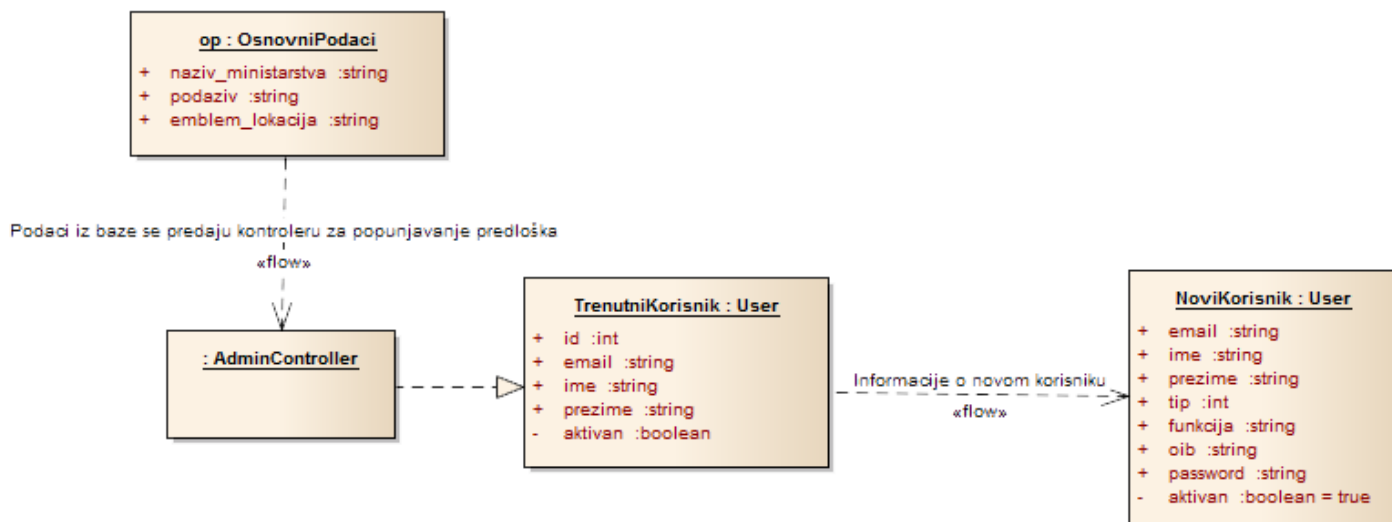 op : OsnovniPodaci
+ naziv_ministarstva :string
+ podaziv :string
+ emblem_lokacija :string
Podaci iz baze se predaju kontroleru za popunjavanje predloška
«flow»
: AdminController
TrenutniKorisnik : User
+ id :int
+ email :string
+ ime :string
+ prezime :string
- aktivan :boolean
Informacije o novom korisniku
«flow»
NoviKorisnik : User
+ email :string
+ ime :string
+ prezime :string
+ tip :int
+ funkcija :string
+ oib :string
+ password :string
- aktivan :boolean = true